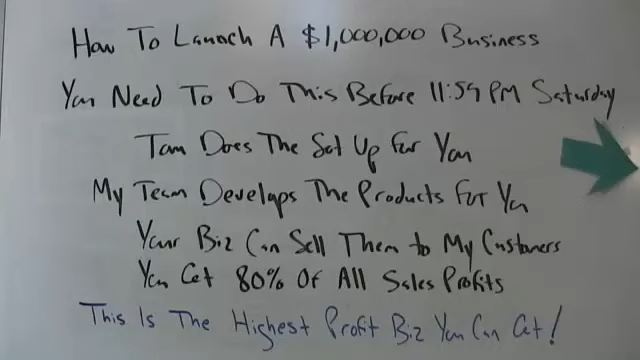 How To Launch A $1,000,000 Business
You Need To Do This Before 11:59 PM Saturday
Tom Does The Set Up For You
My Team Develops The Products For You
Your Biz Can Sell Them to My Customers
You Get 80% Of All Sales Profits
This Is The Highest Profit Biz You Can Get!